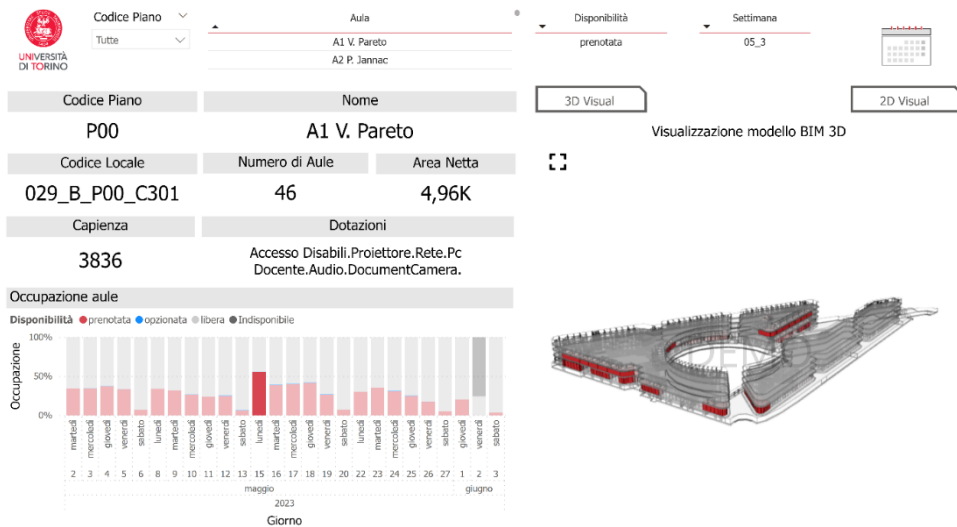 UNIVERSITÀ
DI TORINO
Codice Piano
Tutte
Aula
A1 V. Pareto
A2 P. Jannac
Disponibilità
prenotata
Settimana
05_3
Codice Piano
P00
Nome
A1 V. Pareto
Codice Locale
029_B_P00_C301
Numero di Aule
46
Area Netta
4,96K
Capienza
3836
Dotazioni
Accesso Disabili.Proiettore.Rete.Pc
Docente.Audio.DocumentCamera.
3D Visual
2D Visual
Visualizzazione modello BIM 3D
DEMO
Occupazione aule
Disponibilità prenotata opzionata libera Indisponibile
Occupazione
100%
50%
0%
martedì mercoledì giovedì venerdì sabato lunedì martedì mercoledì giovedì venerdì sabato lunedì martedì mercoledì giovedì venerdì sabato lunedì martedì mercoledì giovedì venerdì sabato giovedì venerdì sabato
2 3 4 5 6 8 9 10 11 12 13 15 16 17 18 19 20 22 23 24 25 26 27 1 2 3
maggio giugno
2023
Giorno